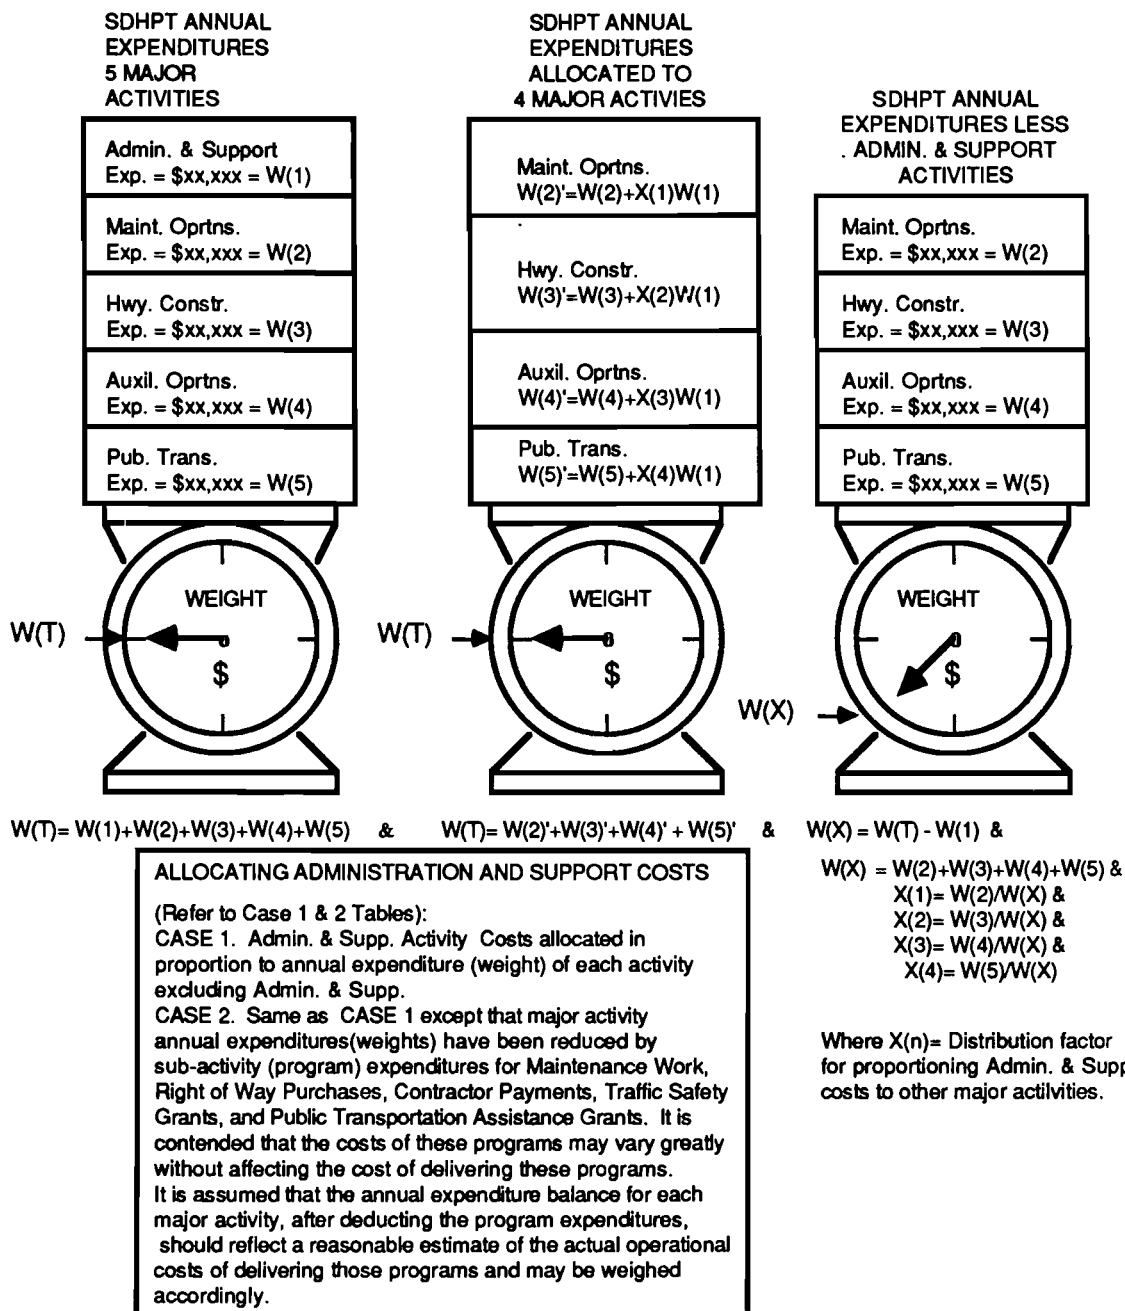 SDHPT ANNUAL
EXPENDITURES
5 MAJOR
ACTIVITIES
Admin. & Support
Exp. = $xx,xxx = W(1)
Maint. Oprtns.
Exp. = $xx,xxx = W(2)
Hwy. Constr.
Exp. = $xx,xxx = W(3)
Auxil. Oprtns.
Exp. = $xx,xxx = W(4)
Pub. Trans.
Exp. = $xx,xxx = W(5)
WEIGHT
W(T)
0
$
SDHPT ANNUAL
EXPENDITURES
ALLOCATED TO
4 MAJOR ACTIVIES
Maint. Oprtns.
W(2)'=W(2)+X(1)W(1)
Hwy. Constr.
W(3)'=W(3)+X(2)W(1)
Auxil. Oprtns.
W(4)'=W(4)+X(3)W(1)
Pub. Trans.
W(5)'=W(5)+X(4)W(1)
WEIGHT
W(T)
0
$
SDHPT ANNUAL
EXPENDITURES LESS
. ADMIN. & SUPPORT
ACTIVITIES
Maint. Oprtns.
Exp. = $xx,xxx = W(2)
Hwy. Constr.
Exp. = $xx,xxx = W(3)
Auxil. Oprtns.
Exp. = $xx,xxx = W(4)
Pub. Trans.
Exp. = $xx,xxx = W(5)
WEIGHT
0
$
W(X)
W(T)= W(1)+W(2)+W(3)+W(4)+W(5) & W(T)= W(2)'+W(3)'+W(4)' + W(5)' & W(X) = W(T) - W(1) &
W(X) = W(2)+W(3)+W(4)+W(5) &
X(1)= W(2)/W(X) &
X(2)= W(3)/W(X) &
X(3)= W(4)/W(X) &
X(4)= W(5)/W(X)
Where X(n)= Distribution factor
for proportioning Admin. & Supp
costs to other major actilvities.
ALLOCATING ADMINISTRATION AND SUPPORT COSTS
(Refer to Case 1 & 2 Tables):
CASE 1. Admin. & Supp. Activity Costs allocated in
proportion to annual expenditure (weight) of each activity
excluding Admin. & Supp.
CASE 2. Same as CASE 1 except that major activity
annual expenditures(weights) have been reduced by
sub-activity (program) expenditures for Maintenance Work,
Right of Way Purchases, Contractor Payments, Traffic Safety
Grants, and Public Transportation Assistance Grants. It is
contended that the costs of these programs may vary greatly
without affecting the cost of delivering these programs.
It is assumed that the annual expenditure balance for each
major activity, after deducting the program expenditures,
should reflect a reasonable estimate of the actual operational
costs of delivering those programs and may be weighed
accordingly.